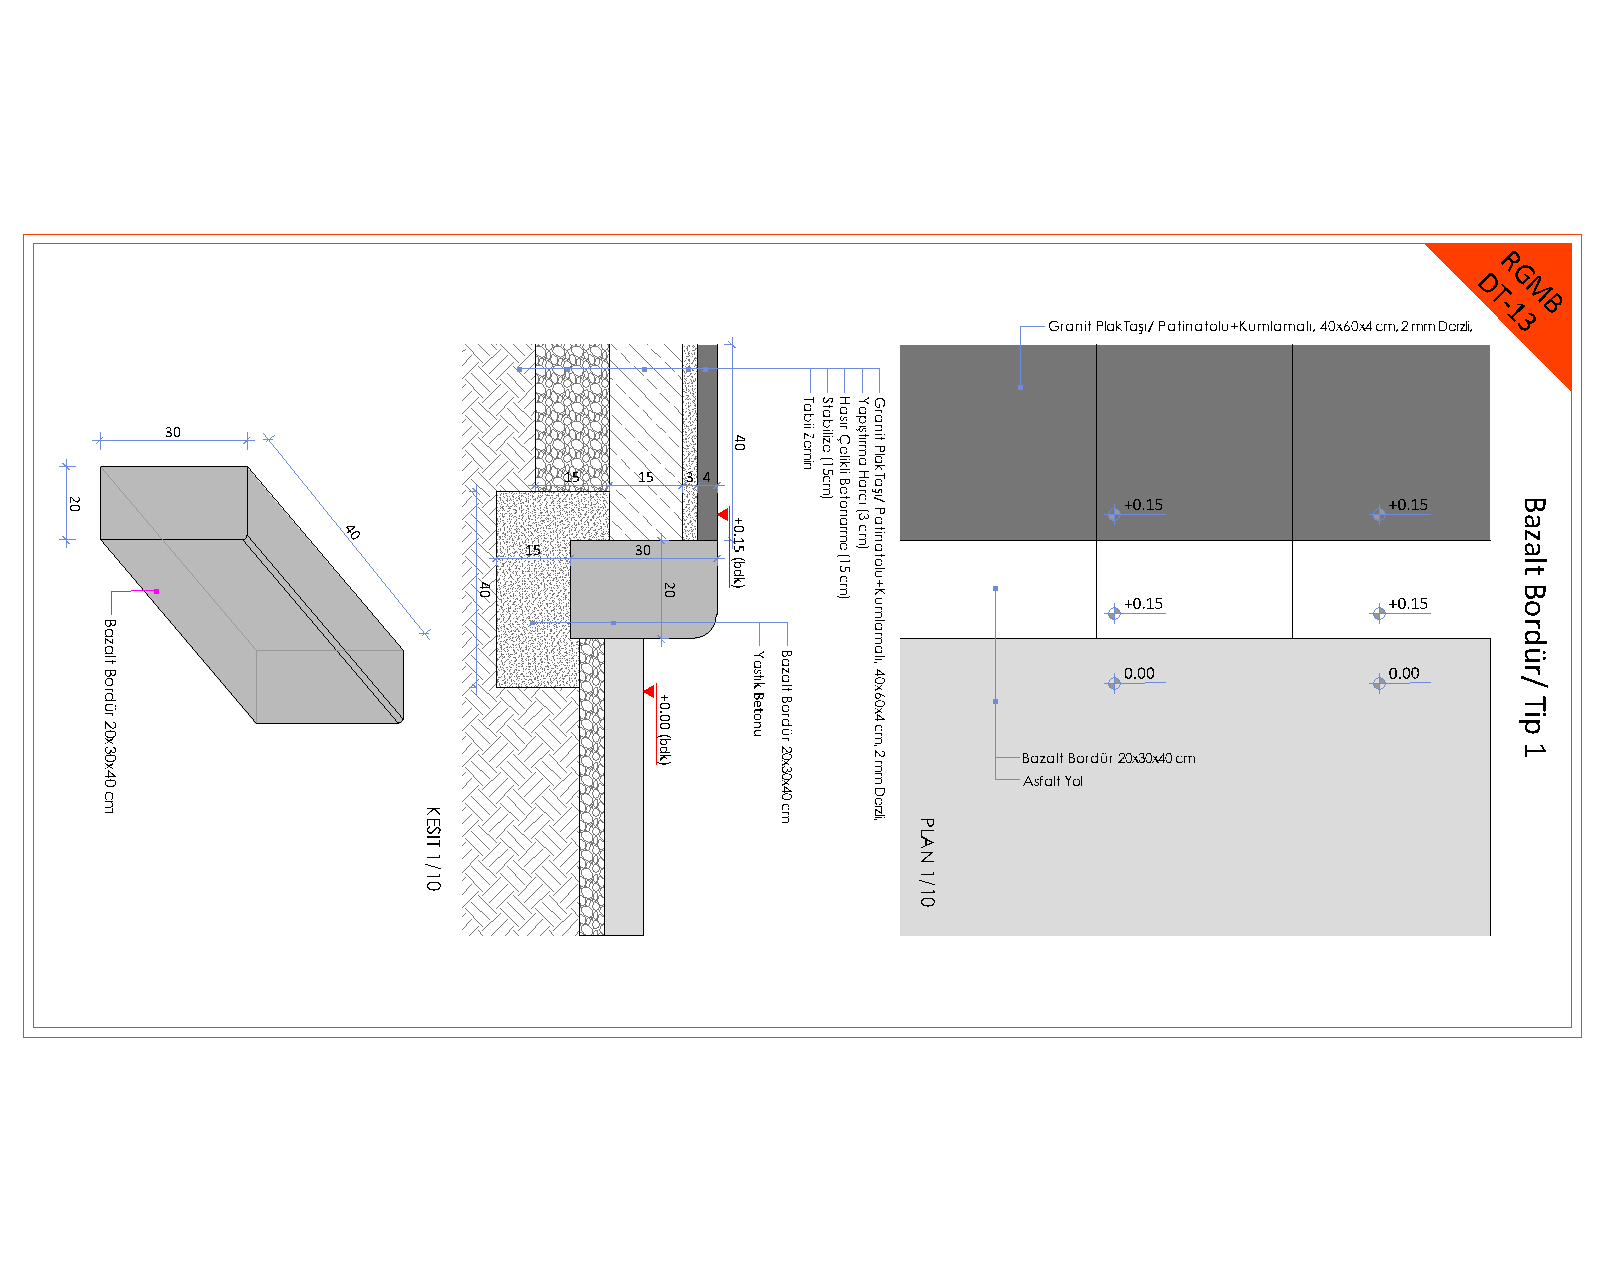 RGMB
DT-13
Bazalt Bordür/ Tip 1
Granit PlakTaşı/ Patinatolu+Kumlamalı, 40x60x4 cm, 2 mm Derzli,
+0.15
+0.15
+0.15
+0.15
0.00
0.00
Bazalt Bordür 20x30x40 cm
Asfalt Yol
PLAN 1/10
Granit PlakTaşı/ Patinatolu+Kumlamalı, 40x60x4 cm, 2 mm Derzli,
Yapıştırma Harcı (3 cm)
Hasır Çelikli Betonarme (15 cm)
Stabilize (15cm)
Tabii Zemin
40
15
15
3
4
+0.15 (bdk)
15
30
40
20
Bazalt Bordür 20x30x40 cm
Yastık Betonu
+0.00 (bdk)
KESIT 1/10
30
20
40
Bazalt Bordür 20x30x40 cm